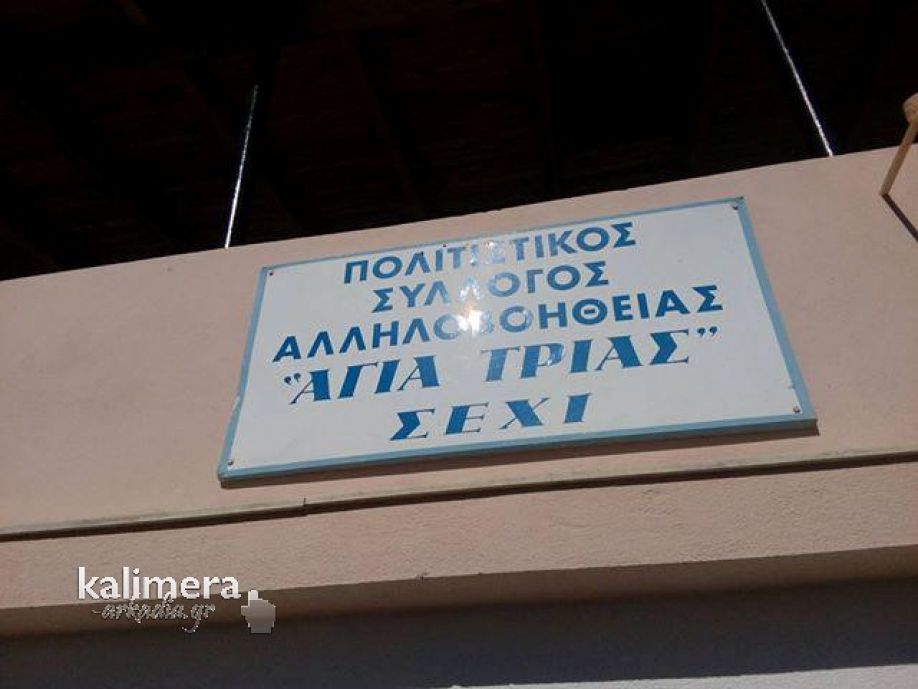 ΠΟΛΙΤΙΣΤΙΚΟΣ
ΣΥΛΛΟΓΟΣ
ΑΛΛΗΛΟΒΟΗΘΕΙΑΣ
"ΑΓΙΑ ΤΡΙΑΣ"
ΣΕΧΙ
kalimera
-arkadia.gr